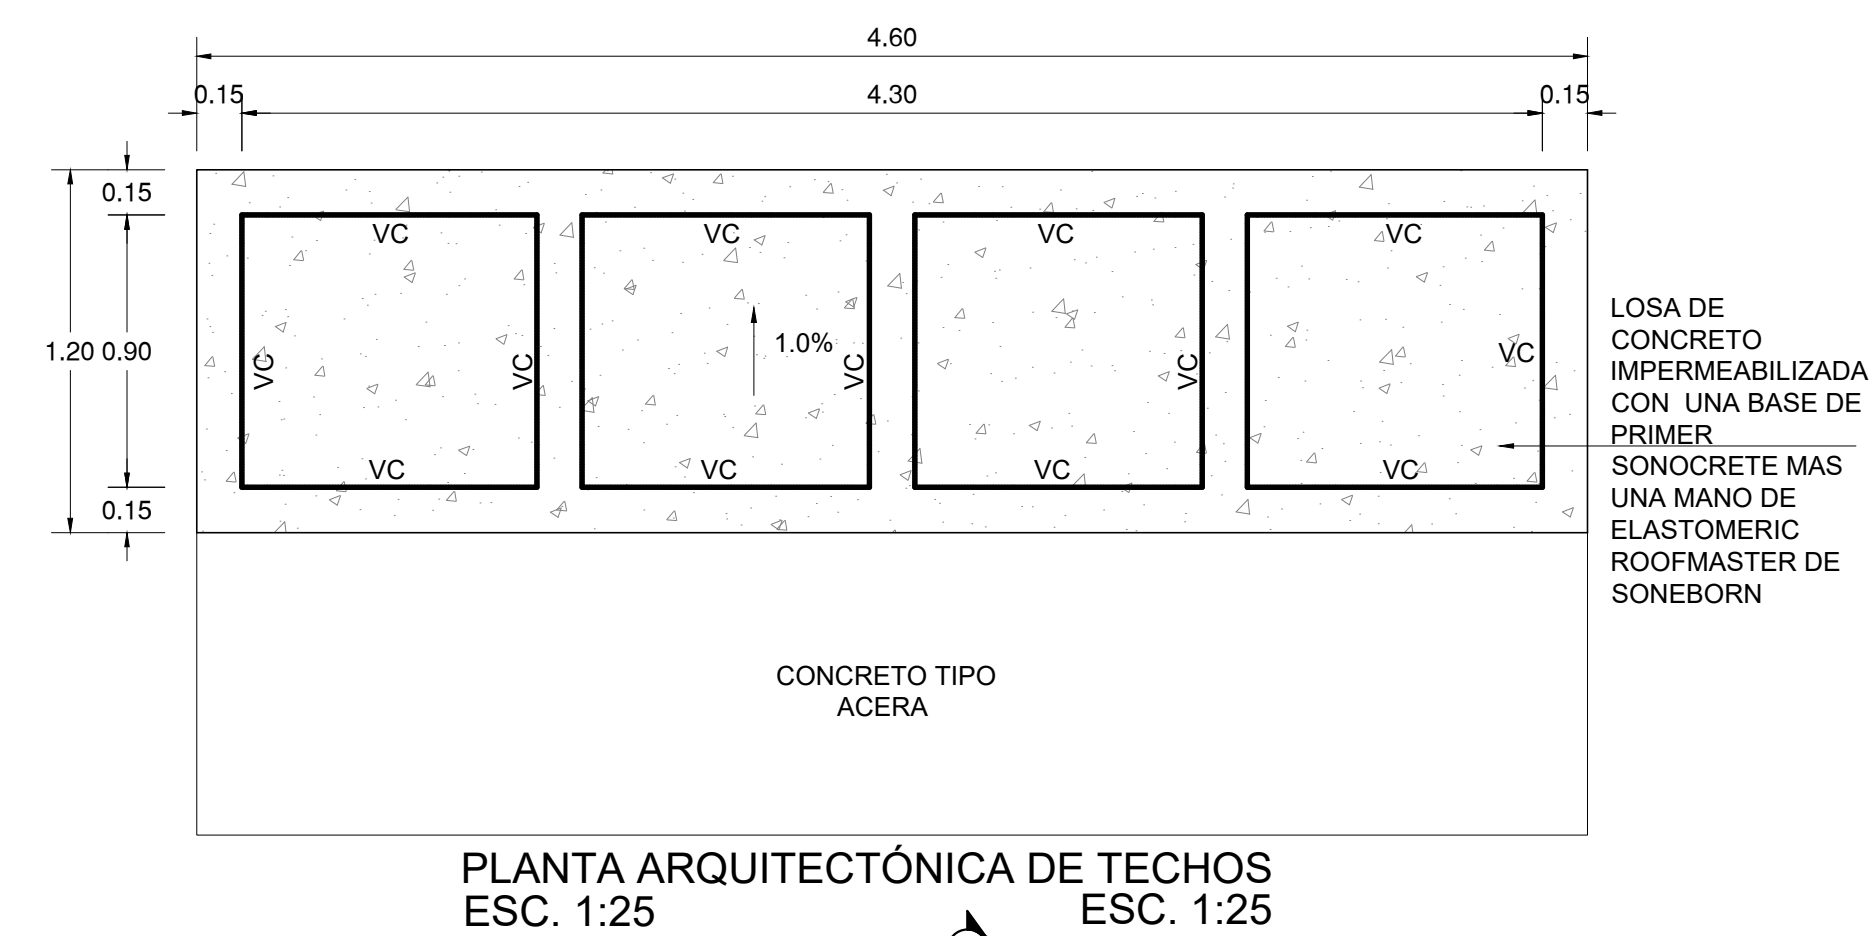 4.60
0.15
4.30
0.15
0.15
VC
VC
VC
VC
1.20 0.90
VC
VC
1.0%
VC
VC
VC
VC
VC
VC
VC
0.15
LOSA DE
CONCRETO
IMPERMEABILIZADA
CON UNA BASE DE
PRIMER
SONOCRETE MAS
UNA MANO DE
ELASTOMERIC
ROOFMASTER DE
SONEBORN
CONCRETO TIPO
ACERA
PLANTA ARQUITECTÓNICA DE TECHOS
ESC. 1:25
ESC. 1:25